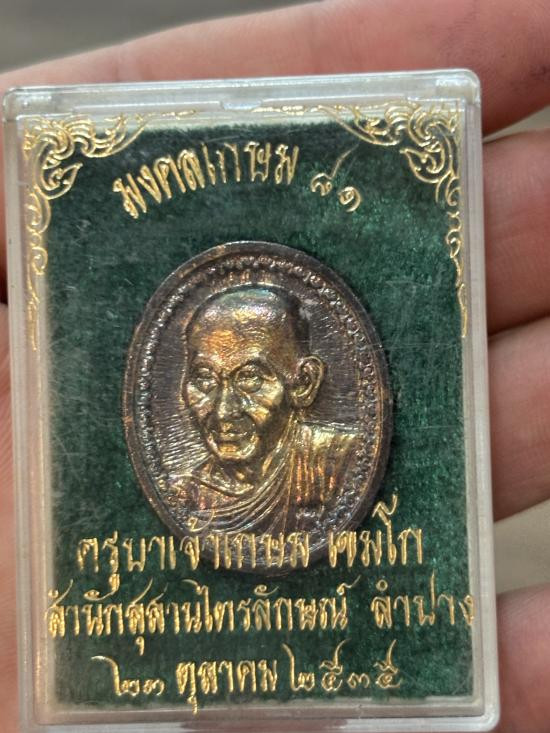 มงคลเกษม ๘๑
ครูบาเจ้าเกษม เขมโก
สำนักสุสานไตรลักษณ์ ลำปาง
๒๓ ตุลาคม ๒๕๓๕